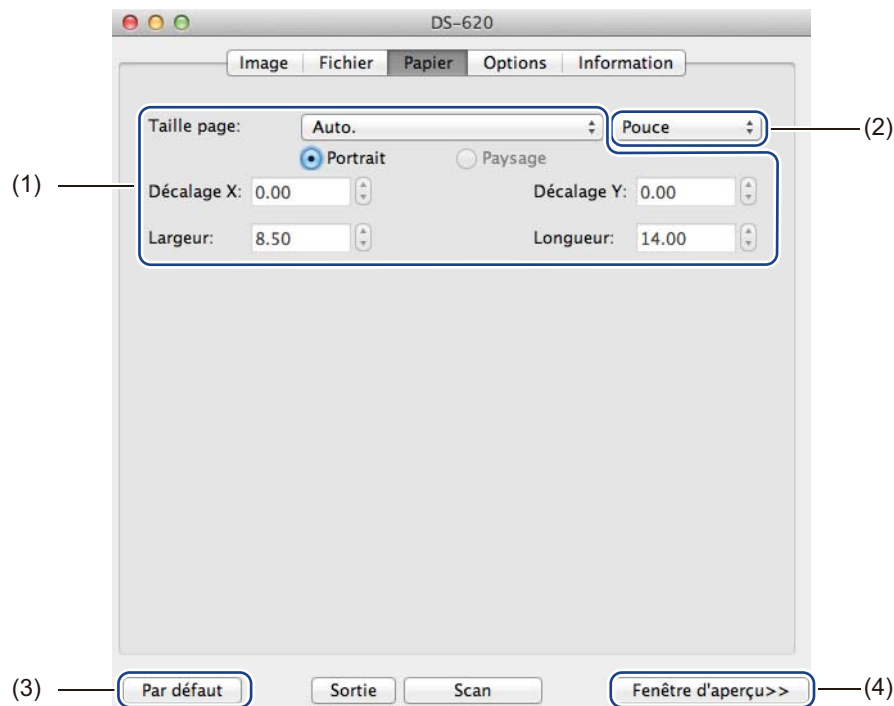 DS-620
Image Fichier Papier Options Information
Taille page: Auto. Pouce (2)
Portrait Paysage
(1) Décalage X: 0.00 Décalage Y: 0.00
Largeur: 8.50 Longueur: 14.00
(3) Par défaut Sortie Scan Fenêtre d'aperçu>> (4)